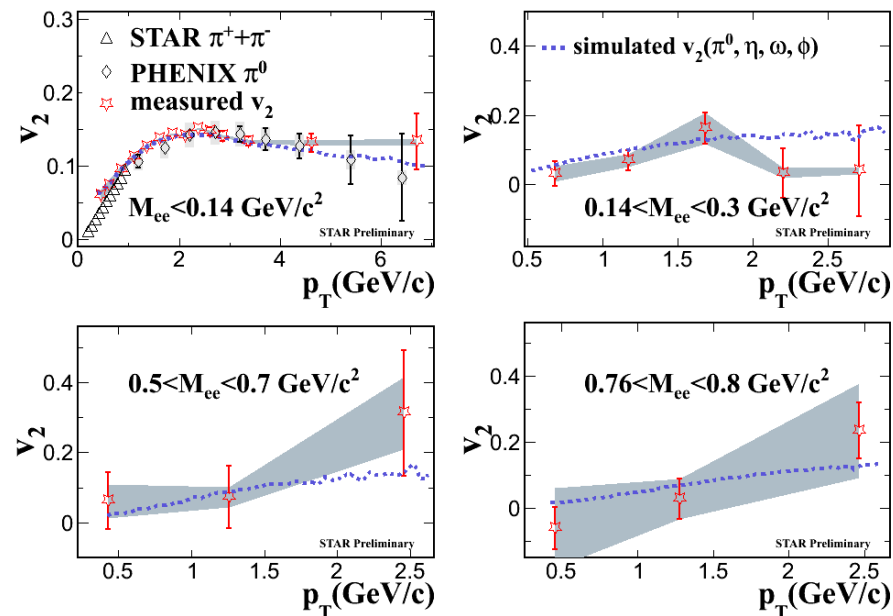 0.3
0.2
0.1
0
v₂
△ STAR π⁺+π⁻
◇ PHENIX π⁰
measured v₂
M_ee<0.14 GeV/c²
STAR Preliminary
0 2 4 6
p_T(GeV/c)
0.4
0.2
0
v₂
simulated v₂(π⁰, η, ω, ϕ)
0.14<M_ee<0.3 GeV/c²
STAR Preliminary
0.5 1 1.5 2 2.5
p_T(GeV/c)
0.4
0.2
0
v₂
0.5<M_ee<0.7 GeV/c²
STAR Preliminary
0.5 1 1.5 2 2.5
p_T(GeV/c)
0.4
0.2
0
v₂
0.76<M_ee<0.8 GeV/c²
STAR Preliminary
0.5 1 1.5 2 2.5
p_T(GeV/c)